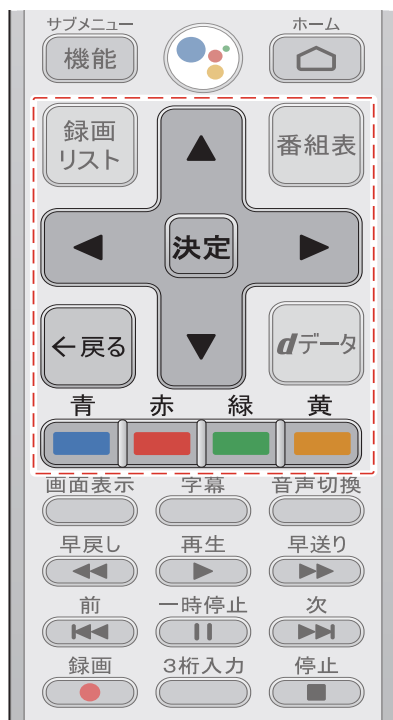 サブメニュー
ホーム
機能
録画
リスト
番組表
決定
←戻る
dデータ
青 赤 緑 黄
画面表示 字幕 音声切換
早戻し 再生 早送り
前 一時停止 次
録画 3桁入力 停止